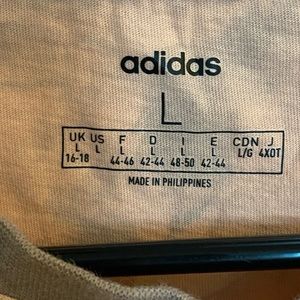 adidas
L
UK US F D I E CDN J
L L L L L L L/G 4XOT
16-18 44-46 42-44 48-50 42-44
MADE IN PHILIPPINES